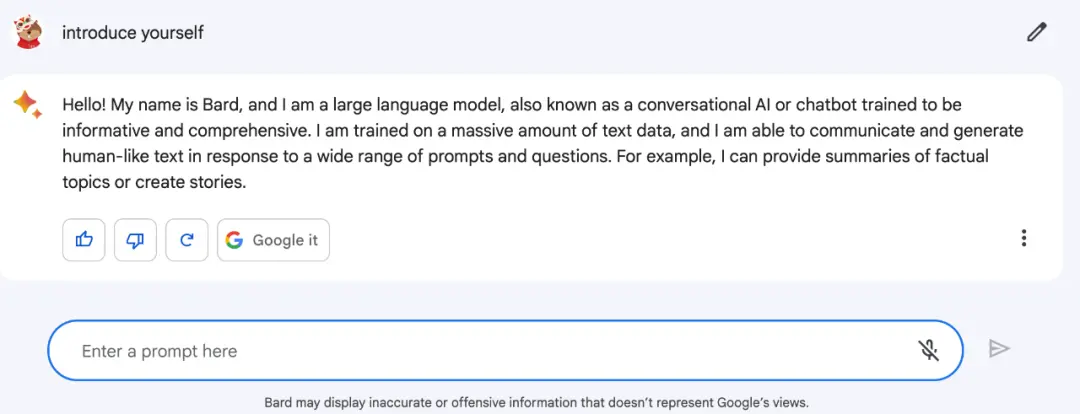 introduce yourself
Hello! My name is Bard, and I am a large language model, also known as a conversational AI or chatbot trained to be
informative and comprehensive. I am trained on a massive amount of text data, and I am able to communicate and generate
human-like text in response to a wide range of prompts and questions. For example, I can provide summaries of factual
topics or create stories.
Google it
Enter a prompt here
Bard may display inaccurate or offensive information that doesn't represent Google's views.